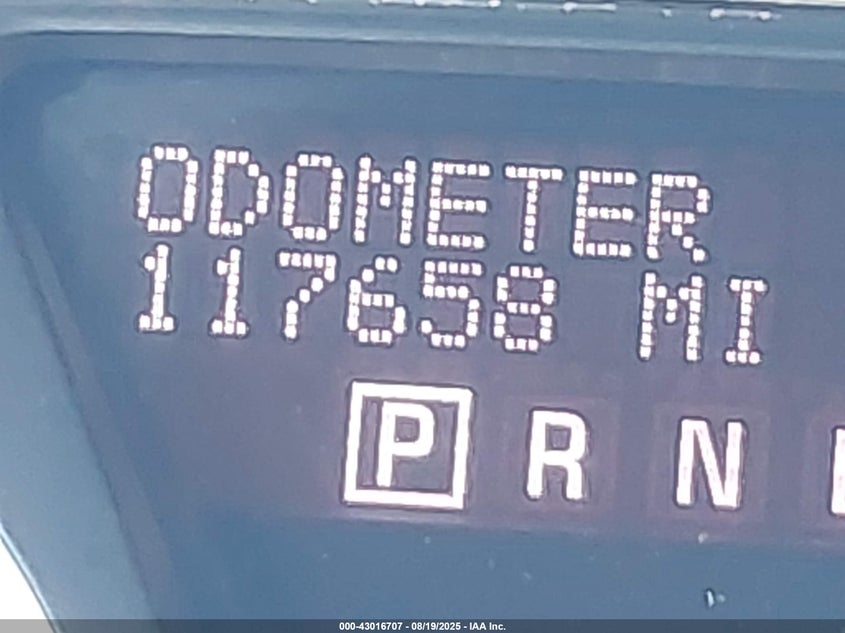 ODOMETER
117658 MI
P R N
000-43016707 - 08/19/2025 - IAA Inc.